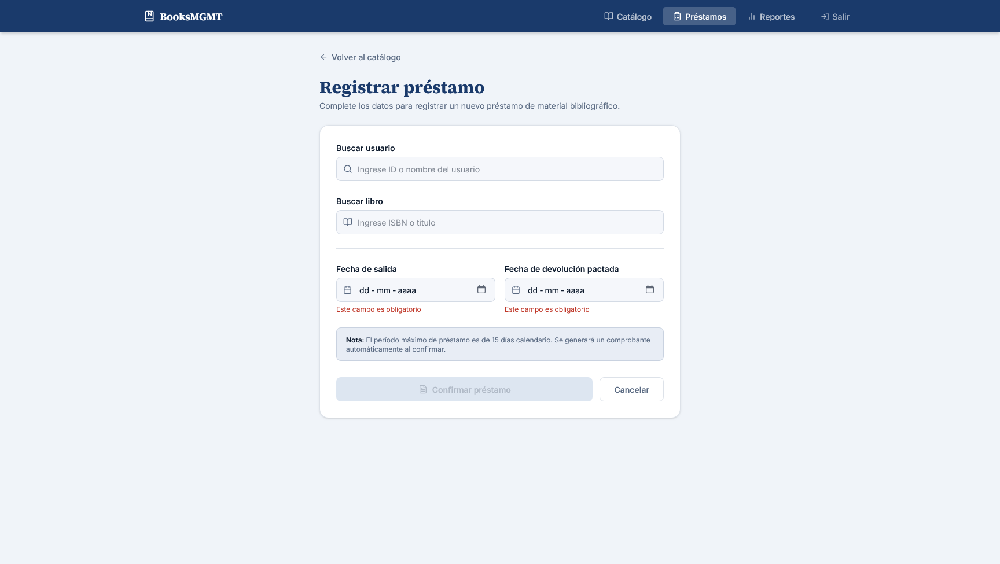 BooksMGMT
Catálogo
Préstamos
Reportes
Salir
Volver al catálogo
Registrar préstamo
Complete los datos para registrar un nuevo préstamo de material bibliográfico.
Buscar usuario
Ingrese ID o nombre del usuario
Buscar libro
Ingrese ISBN o título
Fecha de salida
dd-mm-aaaa
Este campo es obligatorio
Fecha de devolución pactada
dd-mm-aaaa
Este campo es obligatorio
Nota: El período máximo de préstamo es de 15 días calendario. Se generará un comprobante
automáticamente al confirmar.
Confirmar préstamo
Cancelar